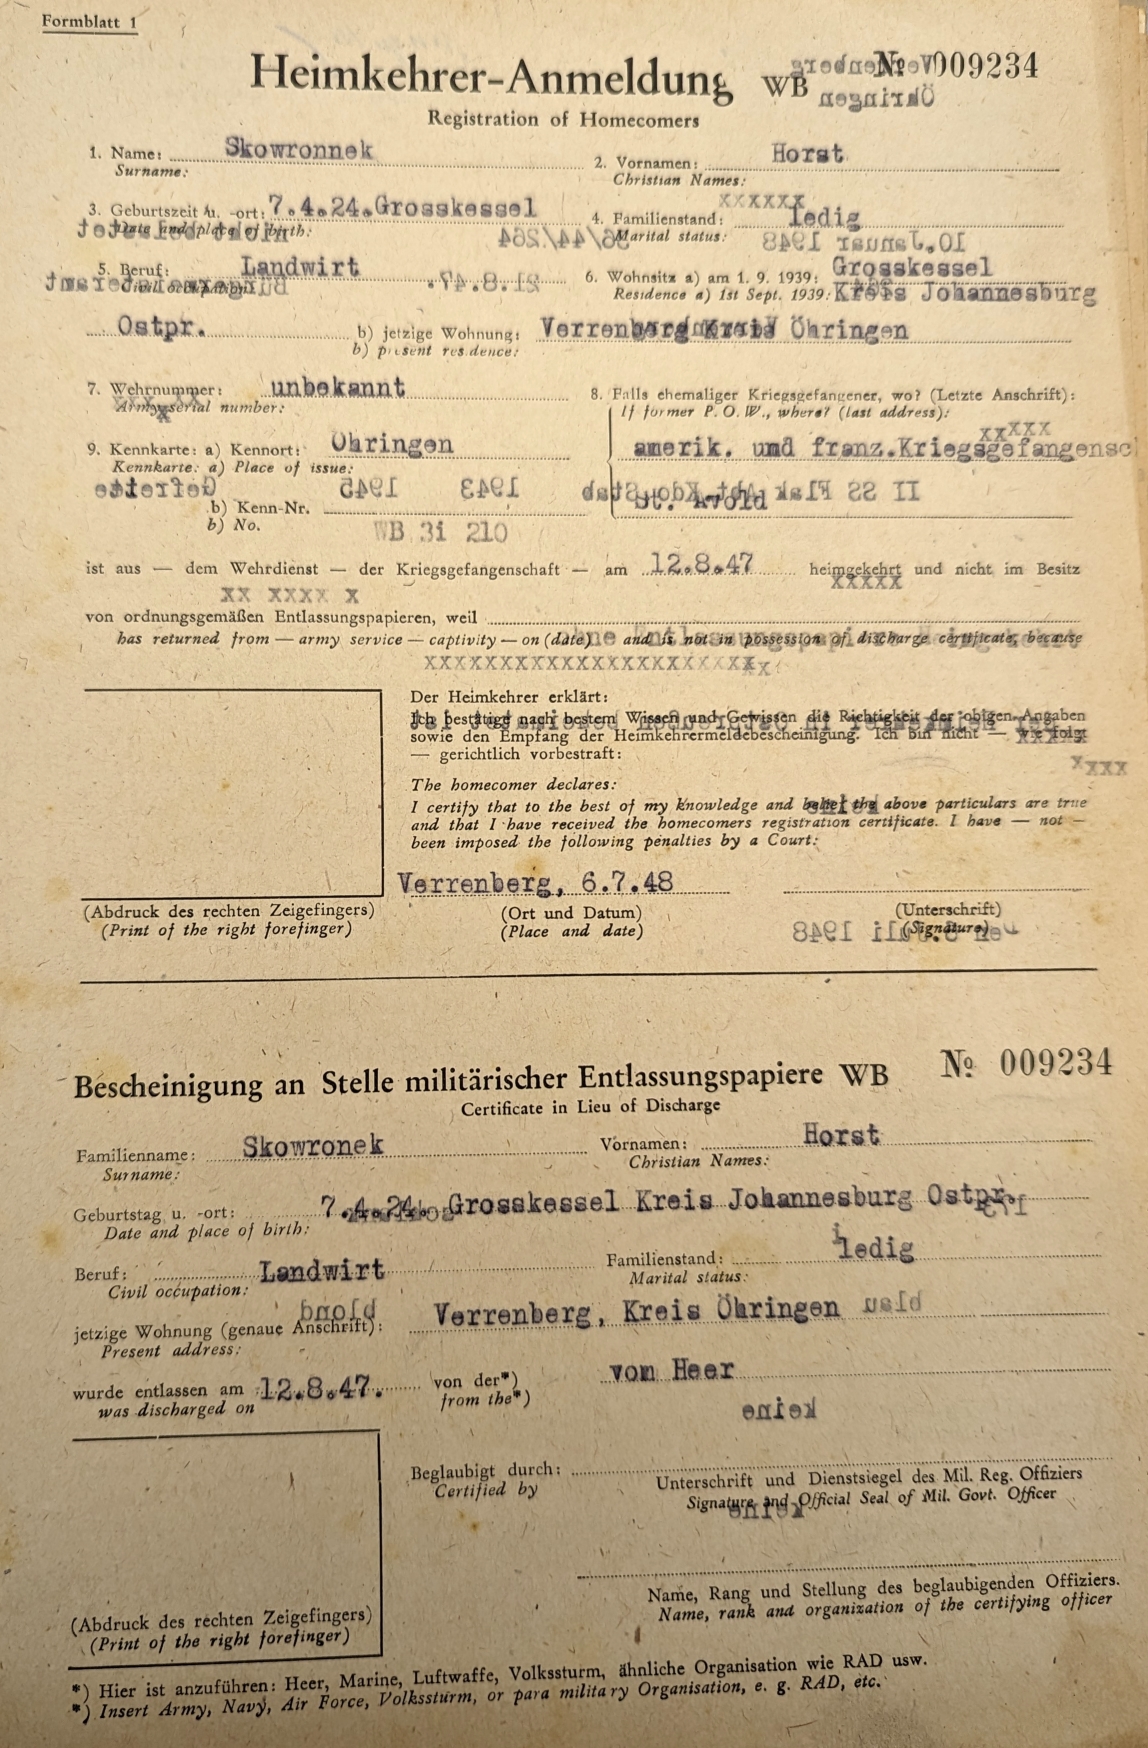 Formblatt 1
Heimkehrer-Anmeldung WB № 009234
Registration of Homecomers
1. Name: Skowronnek 2. Vornamen: Horst
Surname: Christian Names:
3. Geburtszeit u. -ort: 7.4.24.Grosskessel 4. Familienstand: xxxxxx ledig
Date and place of birth: Marital status:
5. Beruf: Landwirt 6. Wohnsitz a) am 1. 9. 1939: Grosskessel
Civil occupation: Residence a) 1st Sept. 1939: Kreis Johannesburg
Ostpr. b) jetzige Wohnung: Verrenberg Kreis Öhringen
b) present residence:
7. Wehrnummer: unbekannt 8. Falls ehemaliger Kriegsgefangener, wo? (Letzte Anschrift):
Army serial number: If former P. O. W., where? (last address):
9. Kennkarte: a) Kennort: Öhringen amerik. und franz.Kriegsgefangensc
Kennkarte: a) Place of issue:
b) Kenn-Nr. St. Avold
b) No. WB 31 210
ist aus — dem Wehrdienst — der Kriegsgefangenschaft — am 12.8.47 heimgekehrt und nicht im Besitz
xx xxxx x xxxxx
von ordnungsgemäßen Entlassungspapieren, weil
has returned from — army service — captivity — on (date) and is not in possession of discharge certificate, because
xxxxxxxxxxxxxxxxxxxxxxxx
Der Heimkehrer erklärt:
Ich bestätige nach bestem Wissen und Gewissen die Richtigkeit der obigen Angaben
sowie den Empfang der Heimkehrermeldebescheinigung. Ich bin nicht — wie folgt
— gerichtlich vorbestraft:
The homecomer declares:
I certify that to the best of my knowledge and belief the above particulars are true
and that I have received the homecomers registration certificate. I have — not —
been imposed the following penalties by a Court:
Verrenberg, 6.7.48
(Abdruck des rechten Zeigefingers) (Ort und Datum) (Unterschrift)
(Print of the right forefinger) (Place and date) (Signature)
Bescheinigung an Stelle militärischer Entlassungspapiere WB № 009234
Certificate in Lieu of Discharge
Familienname: Skowronek Vornamen: Horst
Surname: Christian Names:
Geburtstag u. -ort: 7.4.24. Grosskessel Kreis Johannesburg Ostpr.
Date and place of birth:
Beruf: Landwirt Familienstand: ledig
Civil occupation: Marital status:
jetzige Wohnung (genaue Anschrift): Verrenberg, Kreis Öhringen
Present address:
wurde entlassen am 12.8.47. von der*) vom Heer
was discharged on from the*)
Beglaubigt durch:
Certified by
Unterschrift und Dienstsiegel des Mil. Reg. Offiziers
Signature and Official Seal of Mil. Govt. Officer
Name, Rang und Stellung des beglaubigenden Offiziers.
Name, rank and organization of the certifying officer
(Abdruck des rechten Zeigefingers)
(Print of the right forefinger)
*) Hier ist anzuführen: Heer, Marine, Luftwaffe, Volkssturm, ähnliche Organisation wie RAD usw.
*) Insert Army, Navy, Air Force, Volkssturm, or para military Organisation, e. g. RAD, etc.